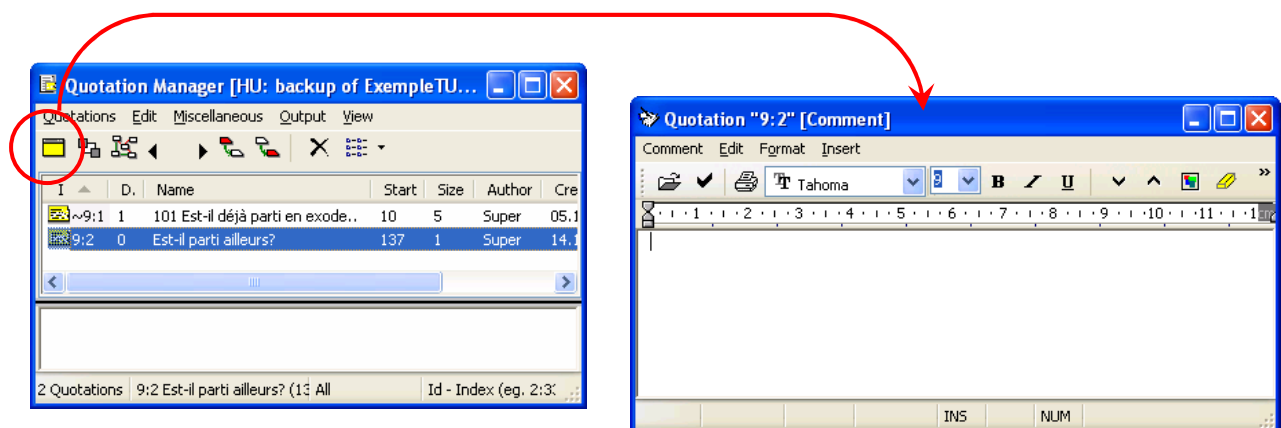 Quotation Manager [HU: backup of ExempleTU...
Quotations Edit Miscellaneous Output View
I D. Name Start Size Author Cre
~9:1 1 101 Est-il déjà parti en exode.. 10 5 Super 05.1
9:2 0 Est-il parti ailleurs? 137 1 Super 14.1
2 Quotations 9:2 Est-il parti ailleurs? (13 All Id - Index (eg. 2:3
Quotation "9:2" [Comment]
Comment Edit Format Insert
Tahoma 9 B I U »
1 2 3 4 5 6 7 8 9 10 11 1
INS NUM